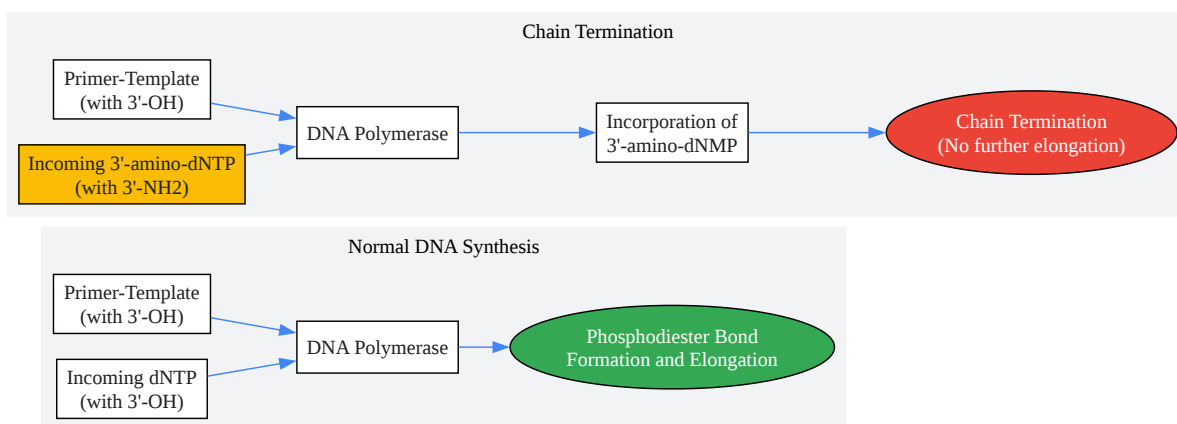 Chain Termination
Primer-Template
(with 3'-OH)
Incoming 3'-amino-dNTP
(with 3'-NH2)
DNA Polymerase
Incorporation of
3'-amino-dNMP
Chain Termination
(No further elongation)
Normal DNA Synthesis
Primer-Template
(with 3'-OH)
Incoming dNTP
(with 3'-OH)
DNA Polymerase
Phosphodiester Bond
Formation and Elongation